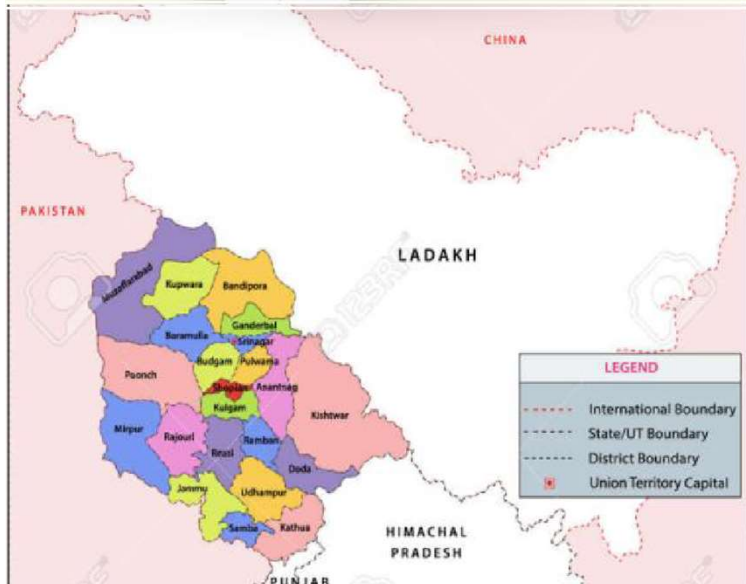 CHINA
PAKISTAN
LADAKH
Muzaffarabad
Kupwara
Bandipora
Ganderbal
Baramulla
Srinagar
Budgam
Pulwama
Poonch
Shopian
Anantnag
Kulgam
Kishtwar
Mirpur
Rajouri
Reasi
Ramban
Doda
Jammu
Udhampur
Samba
Kathua
HIMACHAL
PRADESH
PUNJAB
LEGEND
International Boundary
State/UT Boundary
District Boundary
Union Territory Capital
123RF